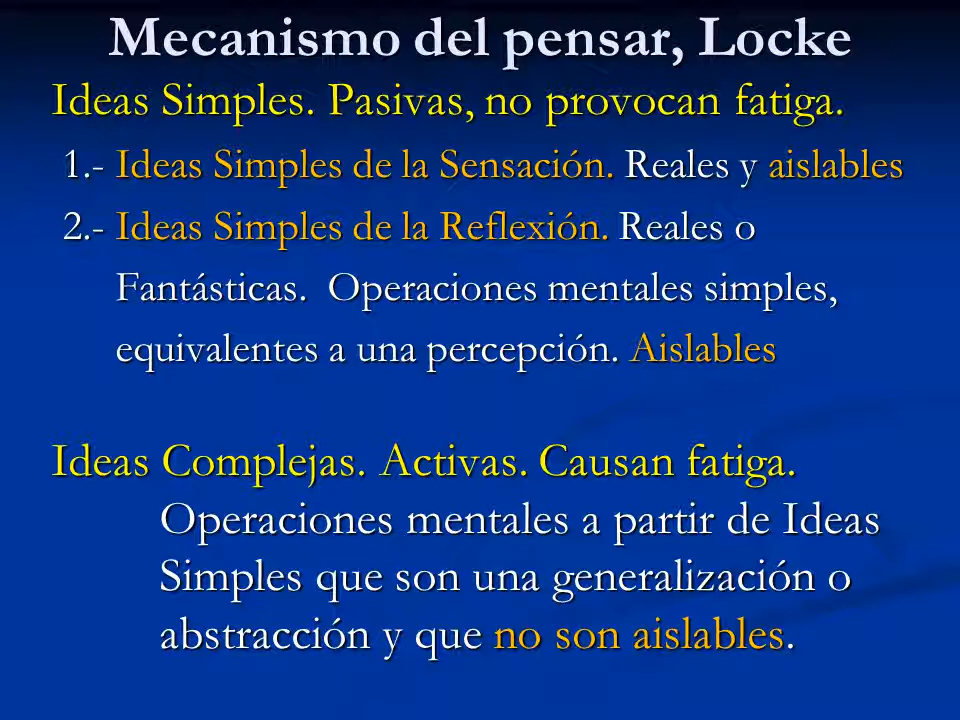 Mecanismo del pensar, Locke
Ideas Simples. Pasivas, no provocan fatiga.
1.- Ideas Simples de la Sensación. Reales y aislables
2.- Ideas Simples de la Reflexión. Reales o
Fantásticas. Operaciones mentales simples,
equivalentes a una percepción. Aislables
Ideas Complejas. Activas. Causan fatiga.
Operaciones mentales a partir de Ideas
Simples que son una generalización o
abstracción y que no son aislables.